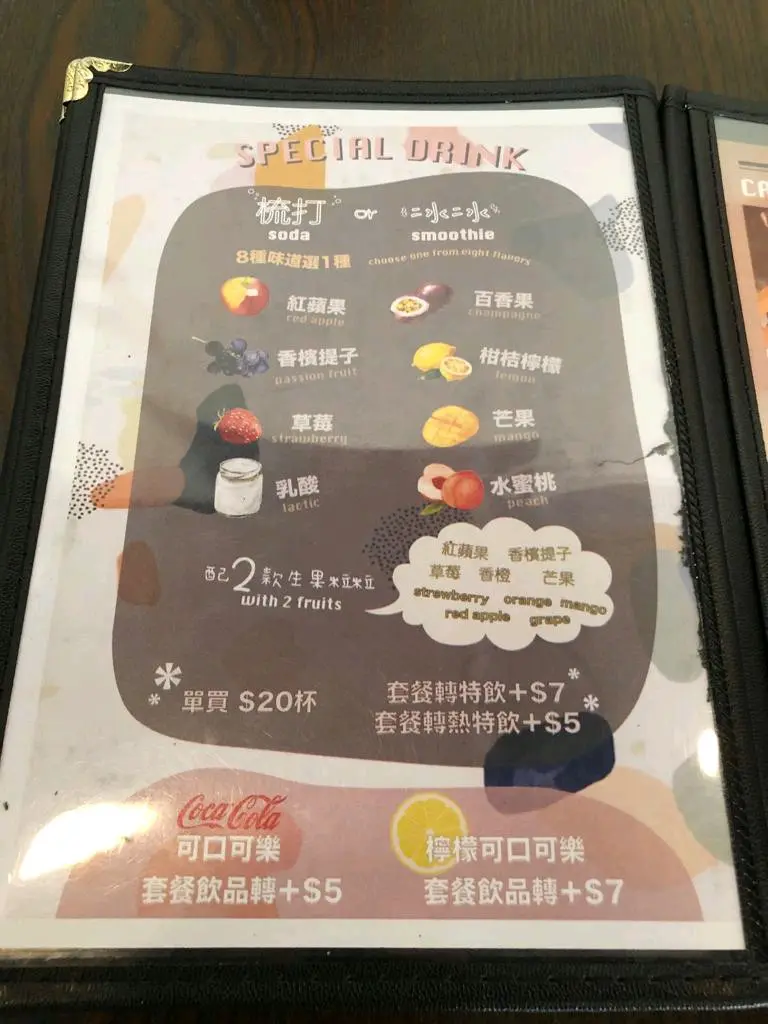 SPECIAL DRINK
梳打 or 冰冰
soda smoothie
8種味道選1種 choose one from eight flavors
紅蘋果 百香果
red apple champagne
香檳提子 柑桔檸檬
passion fruit lemon
草莓 芒果
strawberry mango
乳酸 水蜜桃
lactic peach
配2款生果粒粒
with 2 fruits
紅蘋果 香檳提子
草莓 香橙 芒果
strewberry orange mango
red apple grape
*單買 $20杯
套餐轉特飲+$7
套餐轉熱特飲+$5
Coca-Cola
可口可樂
套餐飲品轉+$5
檸檬可口可樂
套餐飲品轉+$7